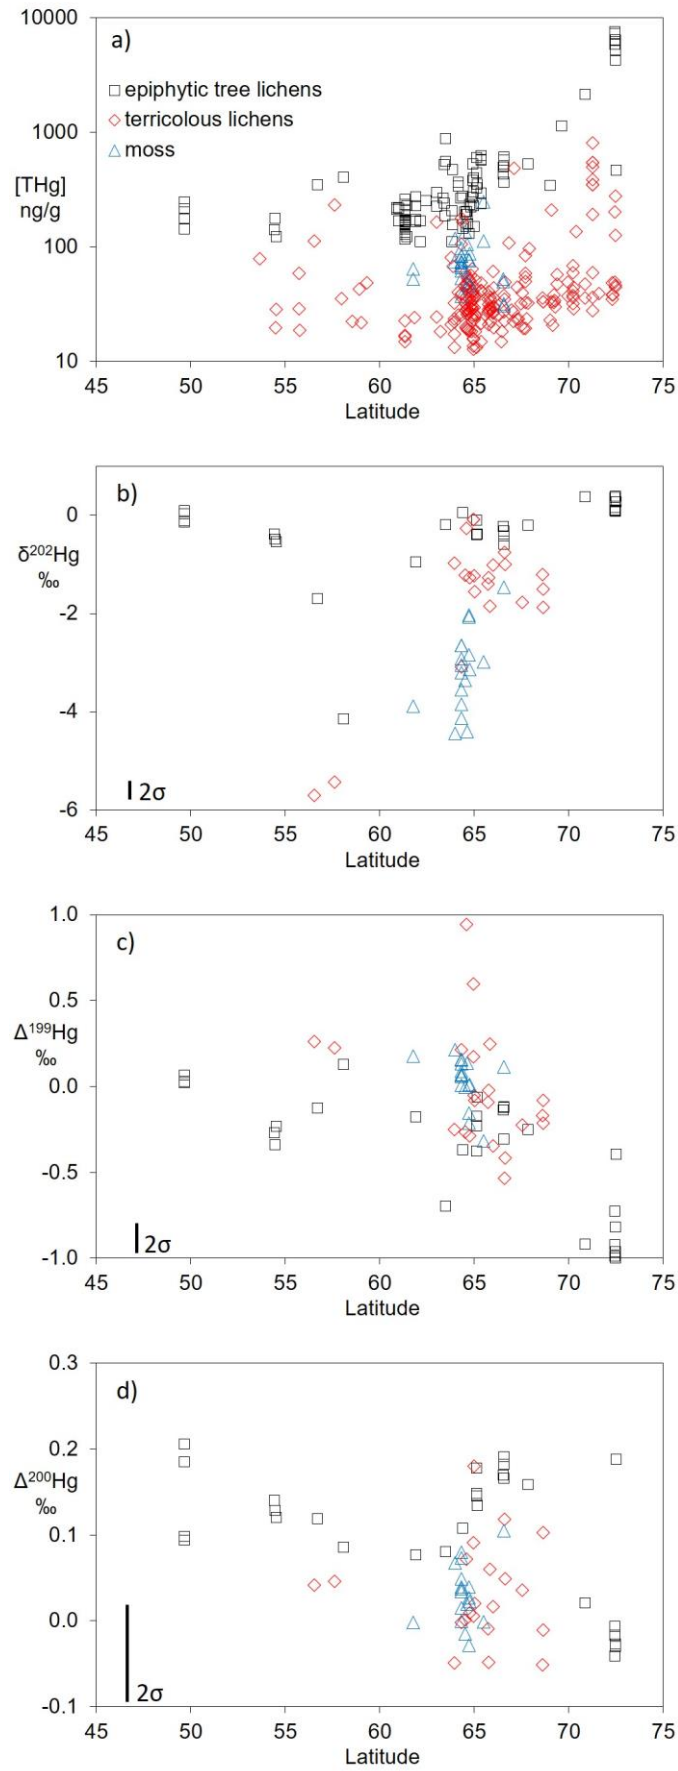 10000
a)
□ epiphytic tree lichens
1000
◇ terricolous lichens
△ moss
[THg]
ng/g
100
10
45 50 55 60 65 70 75
Latitude
b)
0
δ²⁰²Hg
‰
-2
-4
-6
2σ
45 50 55 60 65 70 75
Latitude
1.0
c)
0.5
Δ¹⁹⁹Hg
‰
0.0
-0.5
-1.0
2σ
45 50 55 60 65 70 75
Latitude
0.3
d)
0.2
Δ²⁰⁰Hg
‰
0.1
0.0
-0.1
2σ
45 50 55 60 65 70 75
Latitude